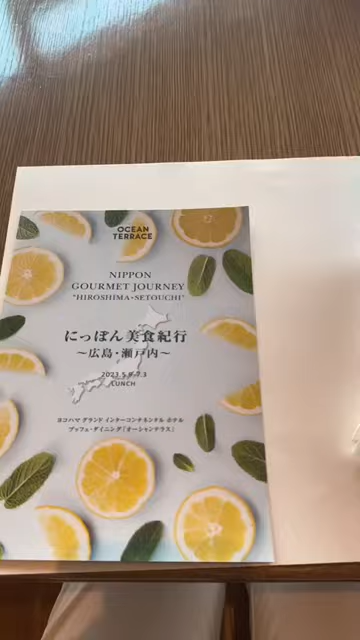 OCEAN
TERRACE
NIPPON
GOURMET JOURNEY
"HIROSHIMA・SETOUCHI"
にっぽん美食紀行
〜広島・瀬戸内〜
LUNCH
ヨコハマ グランド インターコンチネンタル ホテル
ブッフェ・ダイニング「オーシャンテラス」